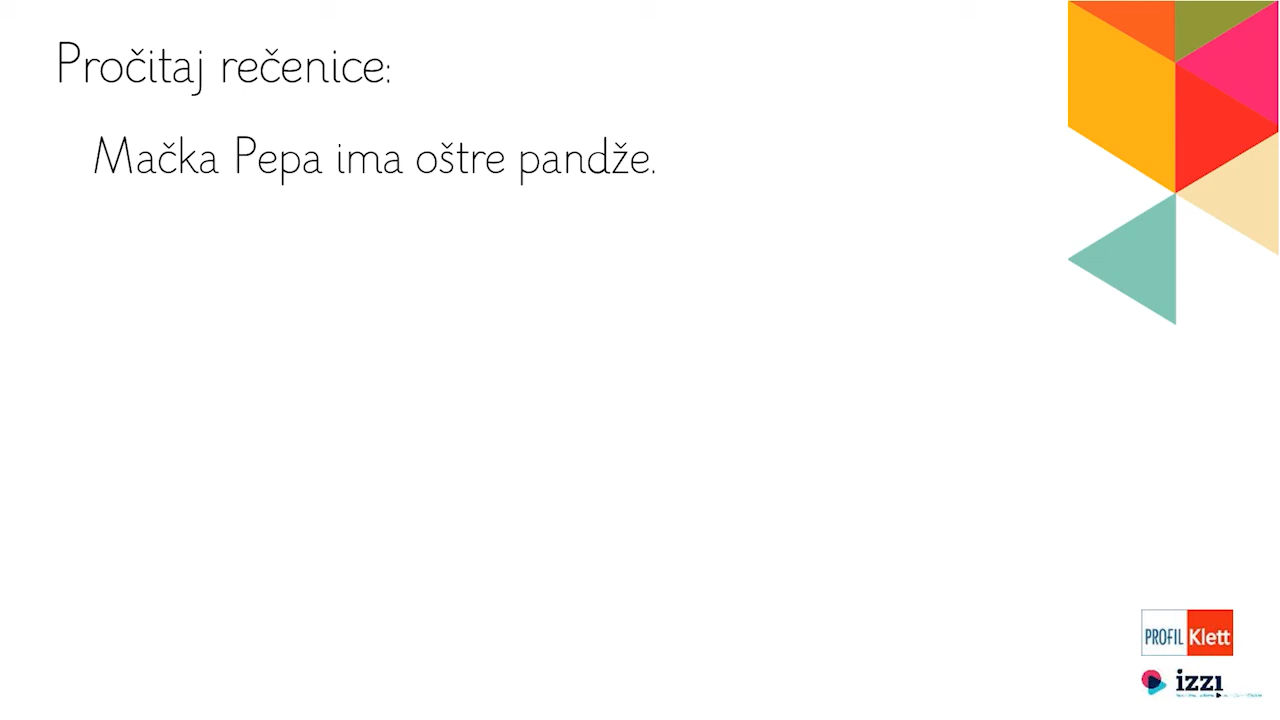 Pročitaj rečenice:
Mačka Pepa ima oštre pandže.
PROFIL Klett
izzi